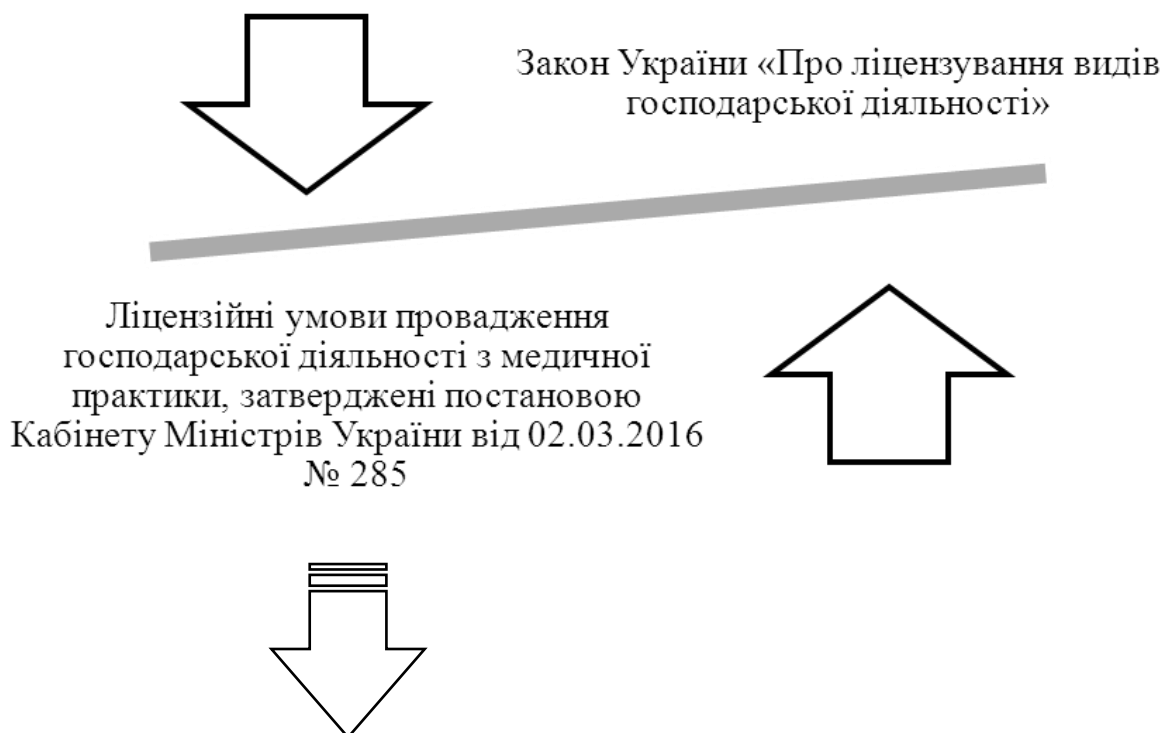 Закон України «Про ліцензування видів
господарської діяльності»
Ліцензійні умови провадження
господарської діяльності з медичної
практики, затверджені постановою
Кабінету Міністрів України від 02.03.2016
№ 285